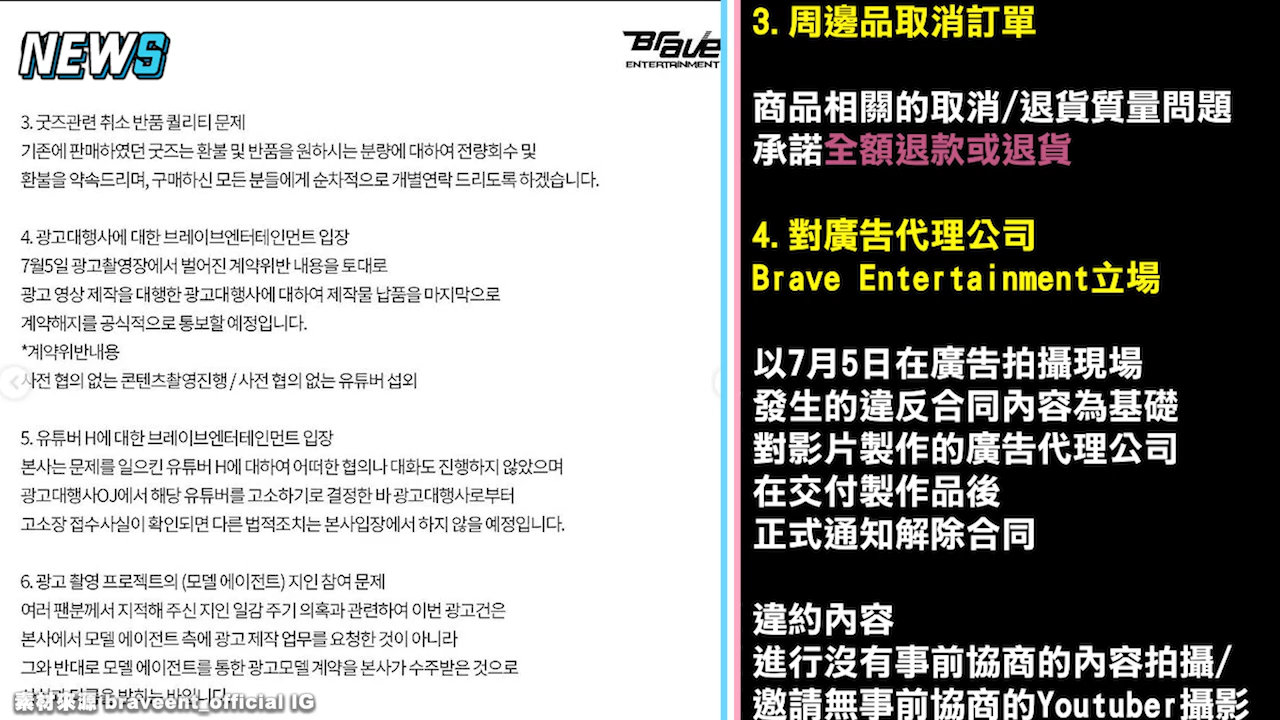 NEWS
Brave
ENTERTAINMENT
3. 굿즈관련 취소 반품 퀄리티 문제
기존에 판매하였던 굿즈는 환불 및 반품을 원하시는 분량에 대하여 전량회수 및
환불을 약속드리며, 구매하신 모든 분들에게 순차적으로 개별연락 드리도록 하겠습니다.
4. 광고대행사에 대한 브레이브엔터테인먼트 입장
7월5일 광고촬영장에서 벌어진 계약위반 내용을 토대로
광고 영상 제작을 대행한 광고대행사에 대하여 제작물 납품을 마지막으로
계약해지를 공식적으로 통보할 예정입니다.
*계약위반내용
사전 협의 없는 콘텐츠촬영진행 / 사전 협의 없는 유튜버 섭외
5. 유튜버 H에 대한 브레이브엔터테인먼트 입장
본사는 문제를 일으킨 유튜버 H에 대하여 어떠한 협의나 대화도 진행하지 않았으며
광고대행사OJ에서 해당 유튜버를 고소하기로 결정한 바 광고대행사로부터
고소장 접수사실이 확인되면 다른 법적조치는 본사입장에서 하지 않을 예정입니다.
6. 광고 촬영 프로젝트의 (모델 에이전트) 지인 참여 문제
여러 팬분께서 지적해 주신 지인 일감 주기 의혹과 관련하여 이번 광고건은
본사에서 모델 에이전트 측에 광고 제작 업무를 요청한 것이 아니라
그와 반대로 모델 에이전트를 통한 광고모델 계약을 본사가 수주받은 것으로
素材來源 braveent_official IG
3. 周邊品取消訂單
商品相關的取消/退貨質量問題
承諾全額退款或退貨
4. 對廣告代理公司
Brave Entertainment立場
以7月5日在廣告拍攝現場
發生的違反合同內容為基礎
對影片製作的廣告代理公司
在交付製作品後
正式通知解除合同
違約內容
進行沒有事前協商的內容拍攝/
邀請無事前協商的Youtuber攝影